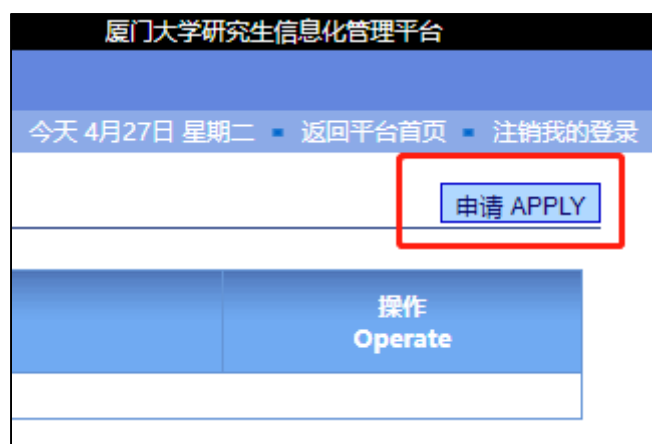 厦门大学研究生信息化管理平台
今天 4月27日 星期二 ▪ 返回平台首页 ▪ 注销我的登录
申请 APPLY
操作
Operate